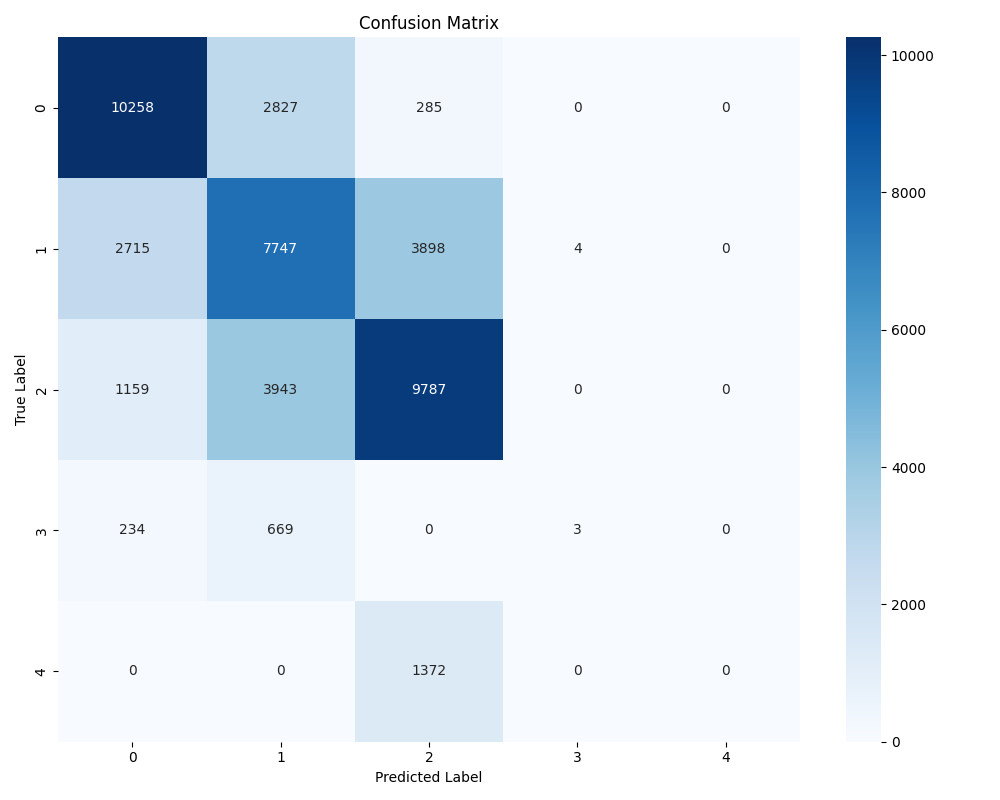 Confusion Matrix
True Label
0 10258 2827 285 0 0
1 2715 7747 3898 4 0
2 1159 3943 9787 0 0
3 234 669 0 3 0
4 0 0 1372 0 0
0 1 2 3 4
Predicted Label
10000
8000
6000
4000
2000
0